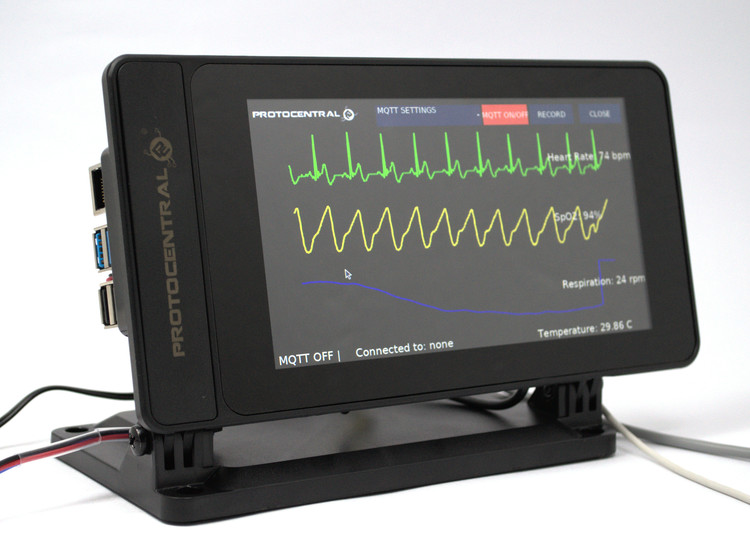 PROTOCENTRAL
PROTOCENTRAL
MQTT SETTINGS
MQTT ON/OFF
RECORD
CLOSE
Heart Rate: 74 bpm
SpO2: 94%
Respiration: 24 rpm
Temperature: 29.86 C
MQTT OFF |
Connected to: none